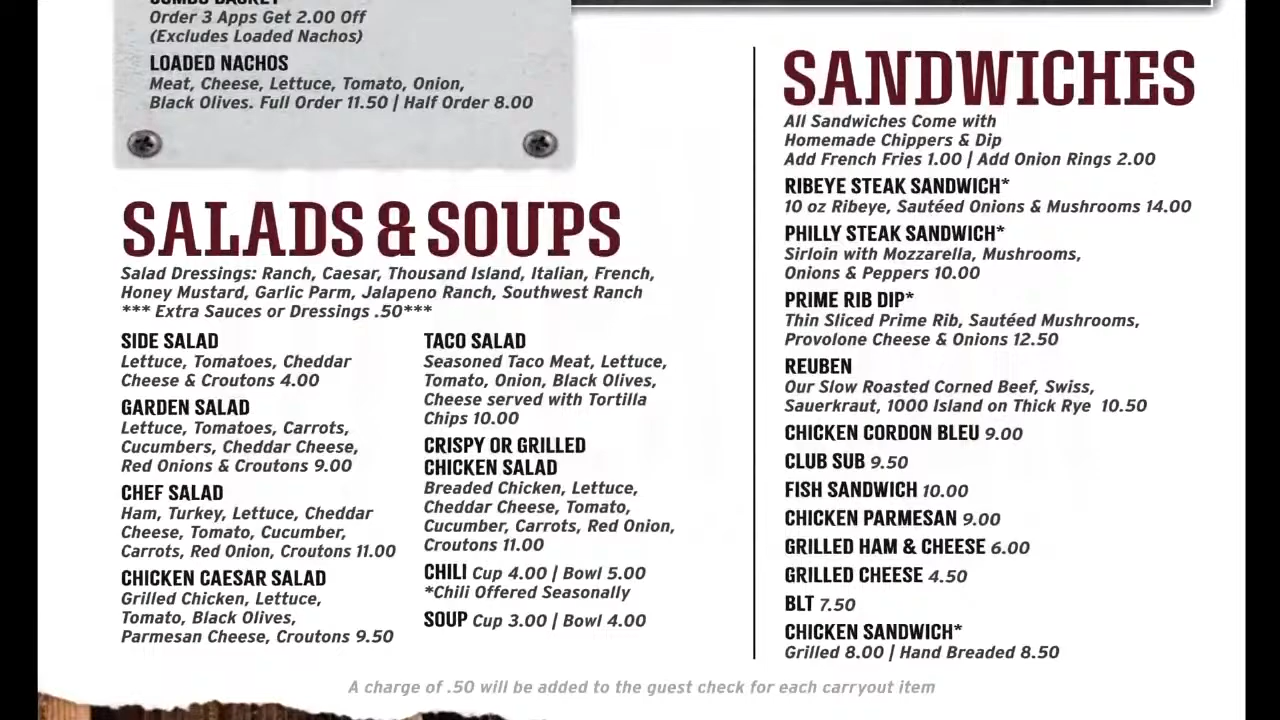 Order 3 Apps Get 2.00 Off
(Excludes Loaded Nachos)
LOADED NACHOS
Meat, Cheese, Lettuce, Tomato, Onion,
Black Olives. Full Order 11.50 | Half Order 8.00
SALADS & SOUPS
Salad Dressings: Ranch, Caesar, Thousand Island, Italian, French,
Honey Mustard, Garlic Parm, Jalapeno Ranch, Southwest Ranch
*** Extra Sauces or Dressings .50***
SIDE SALAD
Lettuce, Tomatoes, Cheddar
Cheese & Croutons 4.00
GARDEN SALAD
Lettuce, Tomatoes, Carrots,
Cucumbers, Cheddar Cheese,
Red Onions & Croutons 9.00
CHEF SALAD
Ham, Turkey, Lettuce, Cheddar
Cheese, Tomato, Cucumber,
Carrots, Red Onion, Croutons 11.00
CHICKEN CAESAR SALAD
Grilled Chicken, Lettuce,
Tomato, Black Olives,
Parmesan Cheese, Croutons 9.50
TACO SALAD
Seasoned Taco Meat, Lettuce,
Tomato, Onion, Black Olives,
Cheese served with Tortilla
Chips 10.00
CRISPY OR GRILLED
CHICKEN SALAD
Breaded Chicken, Lettuce,
Cheddar Cheese, Tomato,
Cucumber, Carrots, Red Onion,
Croutons 11.00
CHILI Cup 4.00 | Bowl 5.00
*Chili Offered Seasonally
SOUP Cup 3.00 | Bowl 4.00
SANDWICHES
All Sandwiches Come with
Homemade Chippers & Dip
Add French Fries 1.00 | Add Onion Rings 2.00
RIBEYE STEAK SANDWICH*
10 oz Ribeye, Sautéed Onions & Mushrooms 14.00
PHILLY STEAK SANDWICH*
Sirloin with Mozzarella, Mushrooms,
Onions & Peppers 10.00
PRIME RIB DIP*
Thin Sliced Prime Rib, Sautéed Mushrooms,
Provolone Cheese & Onions 12.50
REUBEN
Our Slow Roasted Corned Beef, Swiss,
Sauerkraut, 1000 Island on Thick Rye 10.50
CHICKEN CORDON BLEU 9.00
CLUB SUB 9.50
FISH SANDWICH 10.00
CHICKEN PARMESAN 9.00
GRILLED HAM & CHEESE 6.00
GRILLED CHEESE 4.50
BLT 7.50
CHICKEN SANDWICH*
Grilled 8.00 | Hand Breaded 8.50
A charge of .50 will be added to the guest check for each carryout item